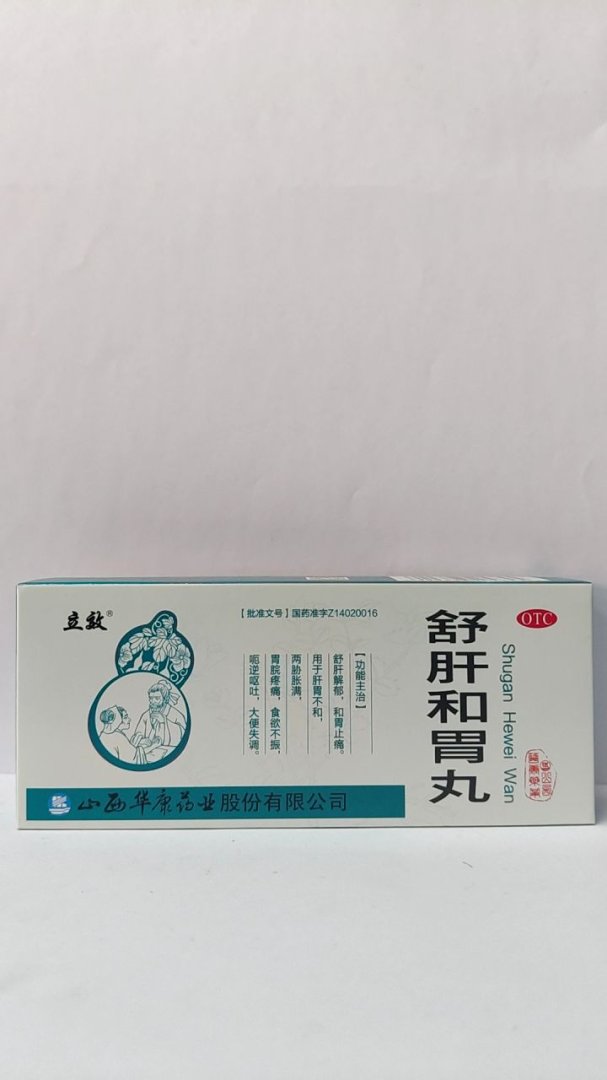 立效®
【批准文号】国药准字Z14020016
【功能主治】
舒肝解郁，和胃止痛。
用于肝胃不和，
两胁胀满，
胃脘疼痛，食欲不振，
呃逆呕吐，大便失调。
舒肝和胃丸
Shugan Hewei Wan
OTC
山西华康药业股份有限公司